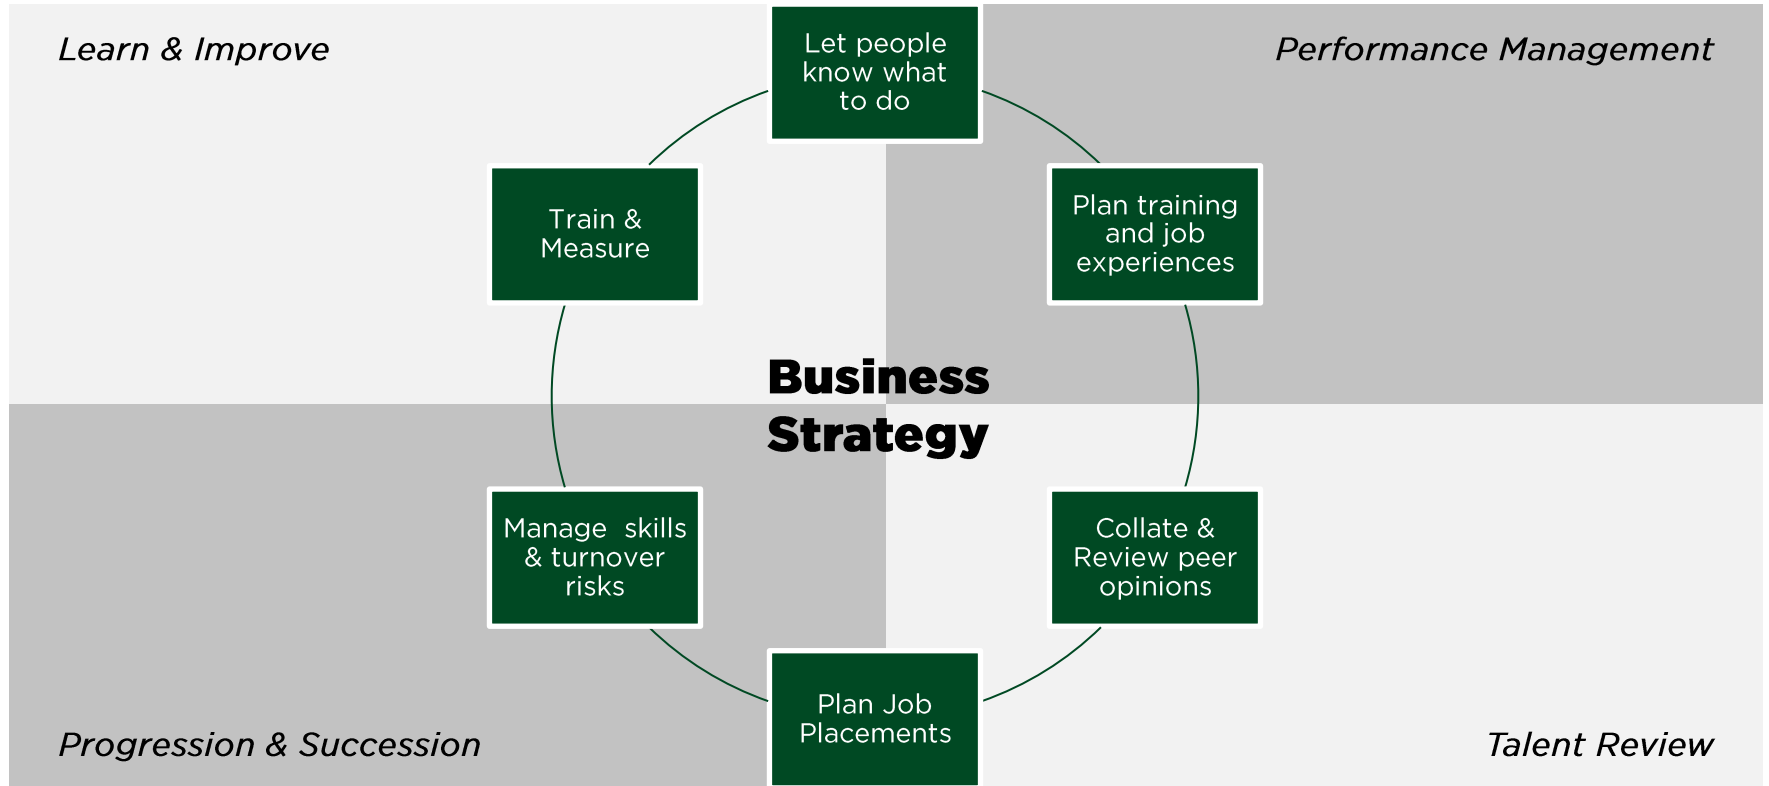 Learn & Improve
Performance Management
Let people
know what
to do
Train &
Measure
Plan training
and job
experiences
Business
Strategy
Manage  skills
& turnover
risks
Collate &
Review peer
opinions
Plan Job
Placements
Progression & Succession
Talent Review